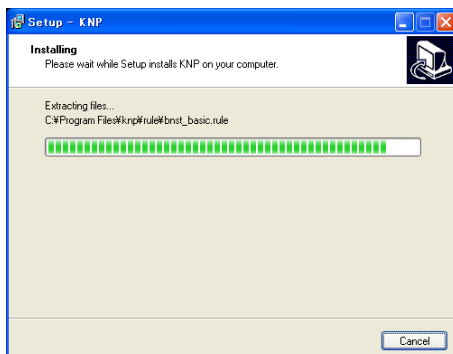 Setup - KNP
Installing
Please wait while Setup installs KNP on your computer.
Extracting files...
C:¥Program Files¥knp¥rule¥bnst_basic.rule
Cancel